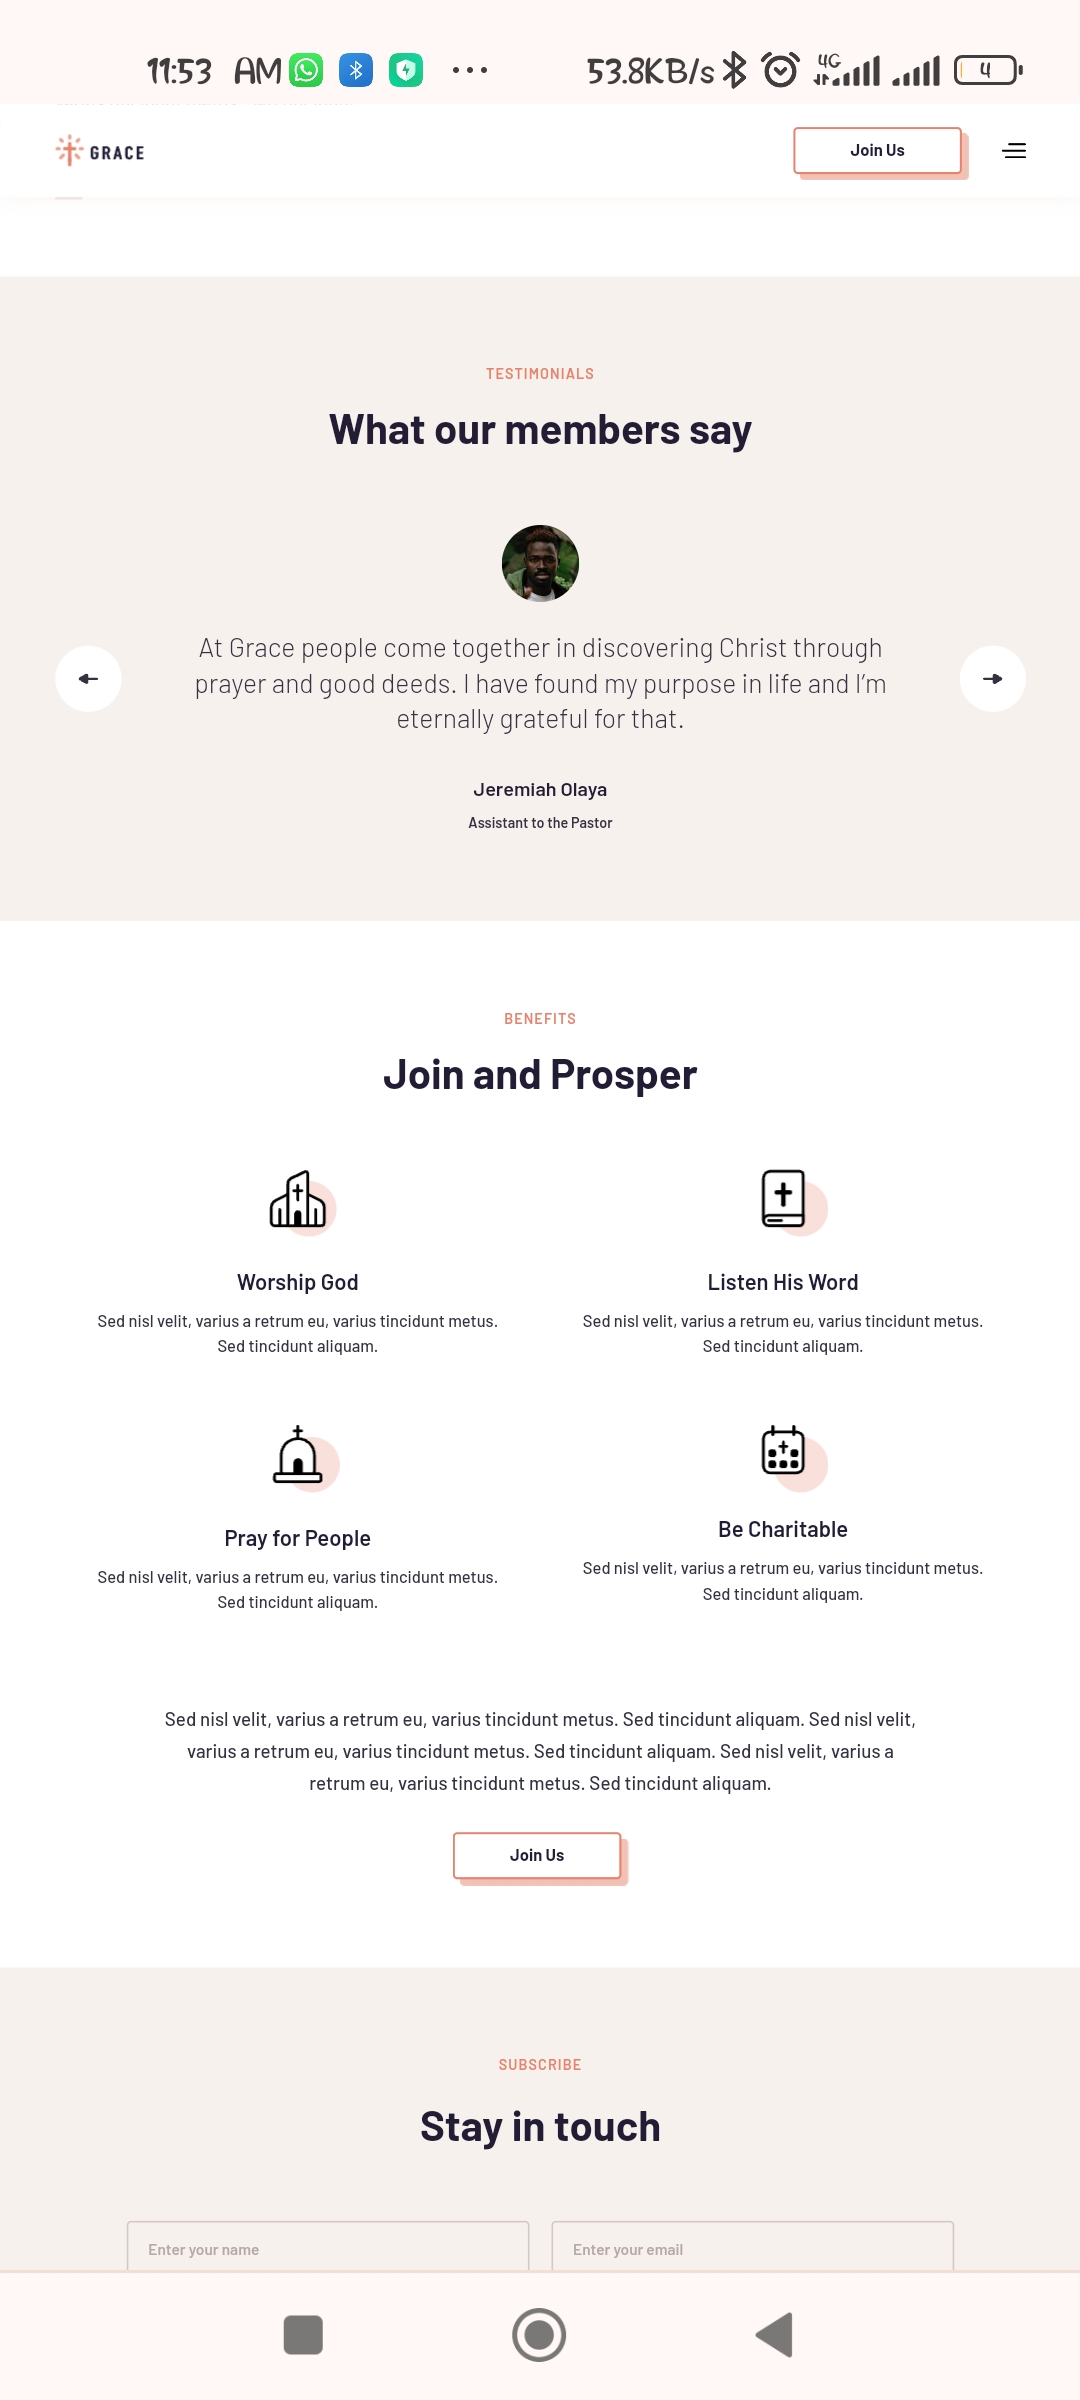 11:53 AM
53.8KB/s
4G
4
GRACE
Join Us
TESTIMONIALS
What our members say
At Grace people come together in discovering Christ through
prayer and good deeds. I have found my purpose in life and I’m
eternally grateful for that.
Jeremiah Olaya
Assistant to the Pastor
BENEFITS
Join and Prosper
Worship God
Sed nisl velit, varius a retrum eu, varius tincidunt metus.
Sed tincidunt aliquam.
Listen His Word
Sed nisl velit, varius a retrum eu, varius tincidunt metus.
Sed tincidunt aliquam.
Pray for People
Sed nisl velit, varius a retrum eu, varius tincidunt metus.
Sed tincidunt aliquam.
Be Charitable
Sed nisl velit, varius a retrum eu, varius tincidunt metus.
Sed tincidunt aliquam.
Sed nisl velit, varius a retrum eu, varius tincidunt metus. Sed tincidunt aliquam. Sed nisl velit,
varius a retrum eu, varius tincidunt metus. Sed tincidunt aliquam. Sed nisl velit, varius a
retrum eu, varius tincidunt metus. Sed tincidunt aliquam.
Join Us
SUBSCRIBE
Stay in touch
Enter your name
Enter your email